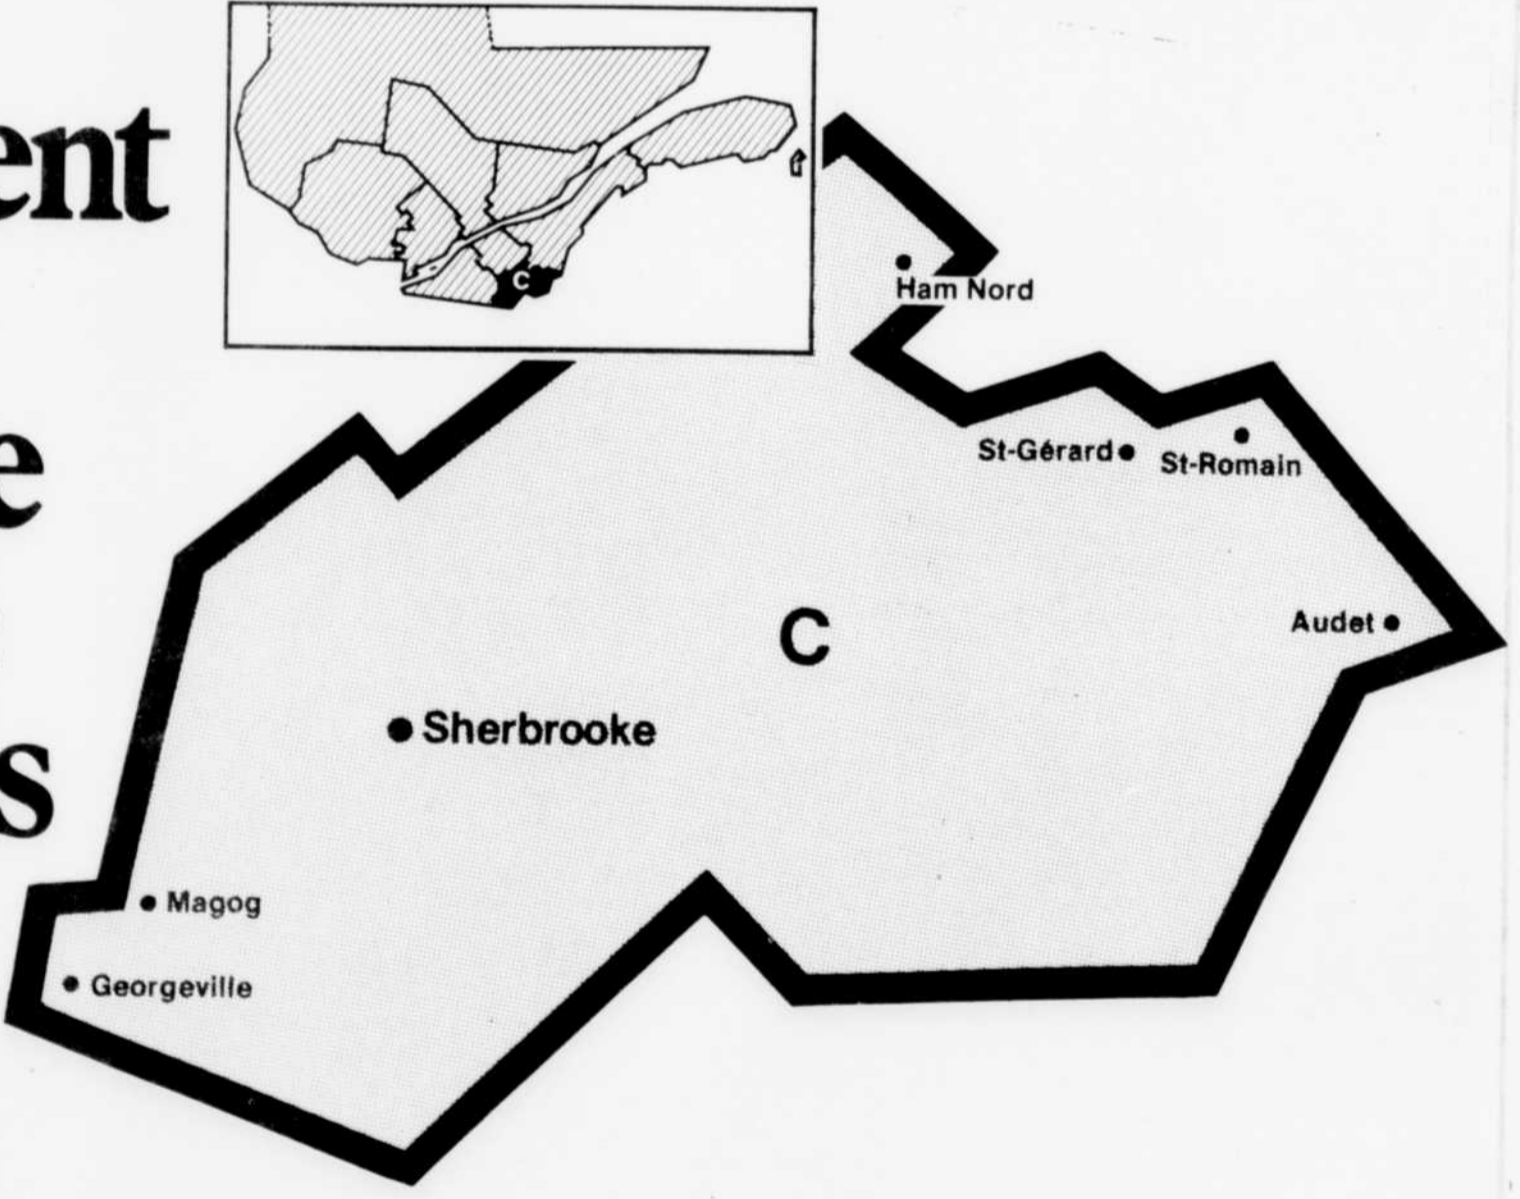 ent
e
s
C
Ham Nord
St-Gérard
St-Romain
Audet
C
Sherbrooke
Magog
Georgeville